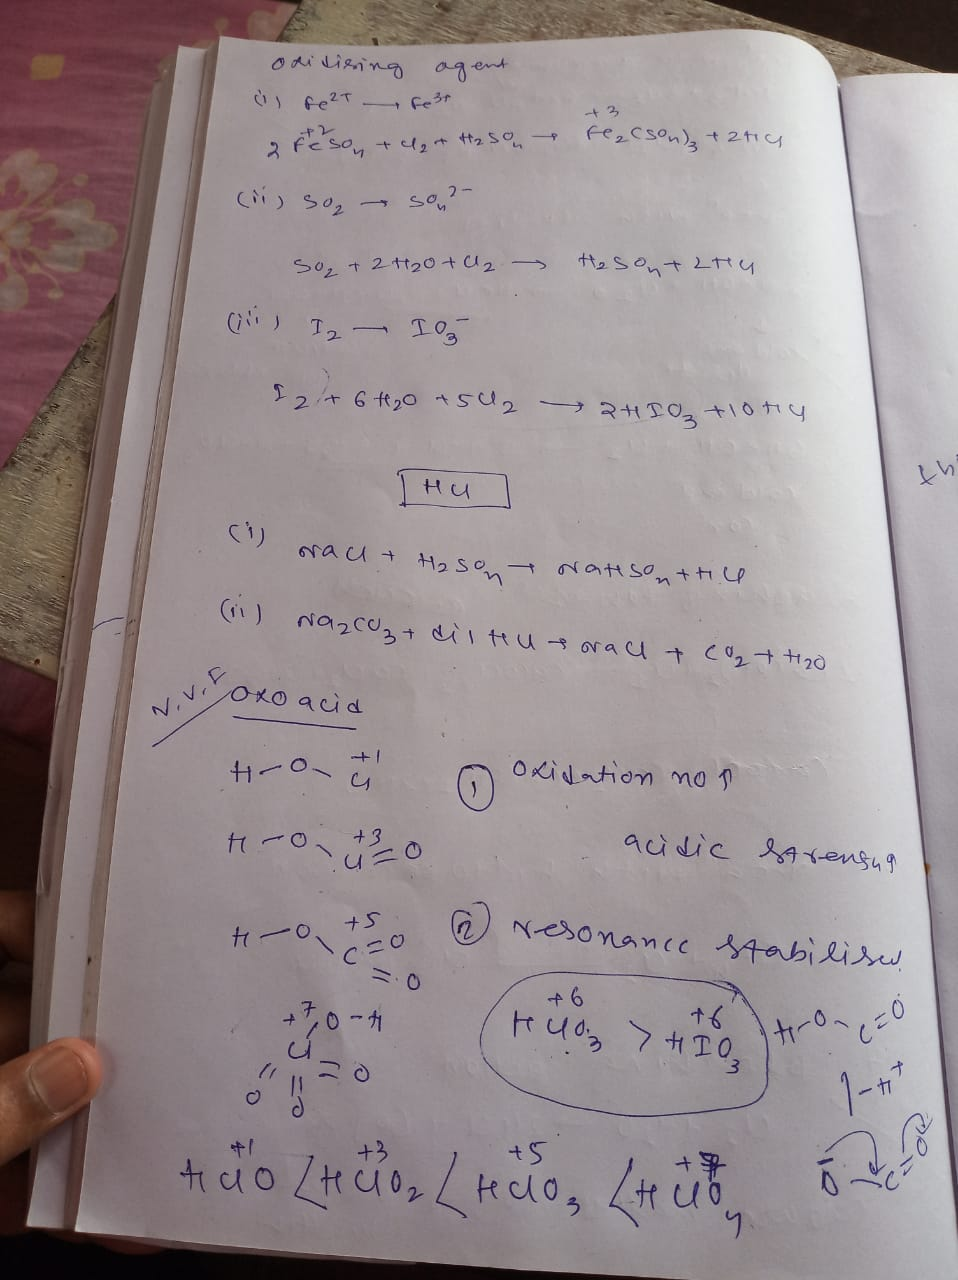 oxidising agent
(i) Fe²⁺ → Fe³⁺
+2 +3
2 FeSO₄ + Cl₂ + H₂SO₄ → Fe₂(SO₄)₃ + 2HCl
(ii) SO₂ → SO₄²⁻
SO₂ + 2H₂O + Cl₂ → H₂SO₄ + 2HCl
(iii) I₂ → IO₃⁻
I₂ + 6H₂O + 5Cl₂ → 2HIO₃ + 10HCl
HCl
(i) NaCl + H₂SO₄ → NaHSO₄ + HCl
(ii) Na₂CO₃ + dil HCl → NaCl + CO₂ + H₂O
N.V.F oxo acid
+1
H-O-Cl
① Oxidation no ↑
acidic strength ↑
+3
H-O-Cl=O
+5
H-O-C=O
=O
② resonance stabilises
+7 O-H
Cl
=O
O O
+6 +6
HClO₃ > HIO₃
H-O-C=O
-H⁺
O⁻-C=O
+1 +3 +5 +7
HClO < HClO₂ < HClO₃ < HClO₄